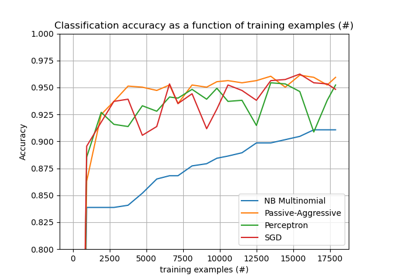 Classification accuracy as a function of training examples (#)
1.000
0.975
0.950
0.925
0.900
0.875
0.850
0.825
0.800
Accuracy
NB Multinomial
Passive-Aggressive
Perceptron
SGD
0 2500 5000 7500 10000 12500 15000 17500
training examples (#)